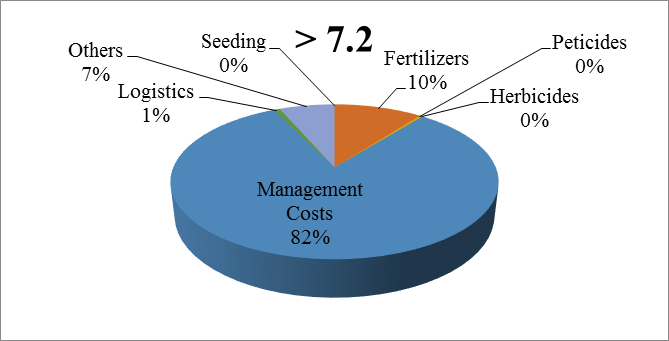 > 7.2
Seeding
0%
Fertilizers
10%
Peticides
0%
Herbicides
0%
Management
Costs
82%
Logistics
1%
Others
7%